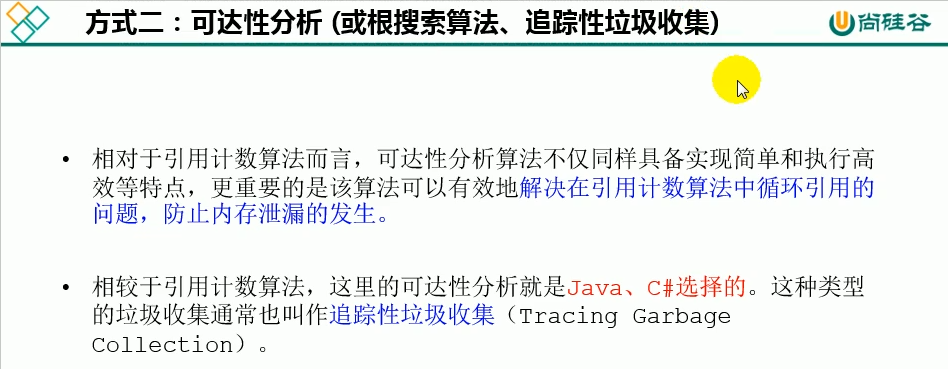 方式二：可达性分析 (或根搜索算法、追踪性垃圾收集)
尚硅谷
• 相对于引用计数算法而言，可达性分析算法不仅同样具备实现简单和执行高
效等特点，更重要的是该算法可以有效地解决在引用计数算法中循环引用的
问题，防止内存泄漏的发生。
• 相较于引用计数算法，这里的可达性分析就是Java、C#选择的。这种类型
的垃圾收集通常也叫作追踪性垃圾收集（Tracing Garbage
Collection）。